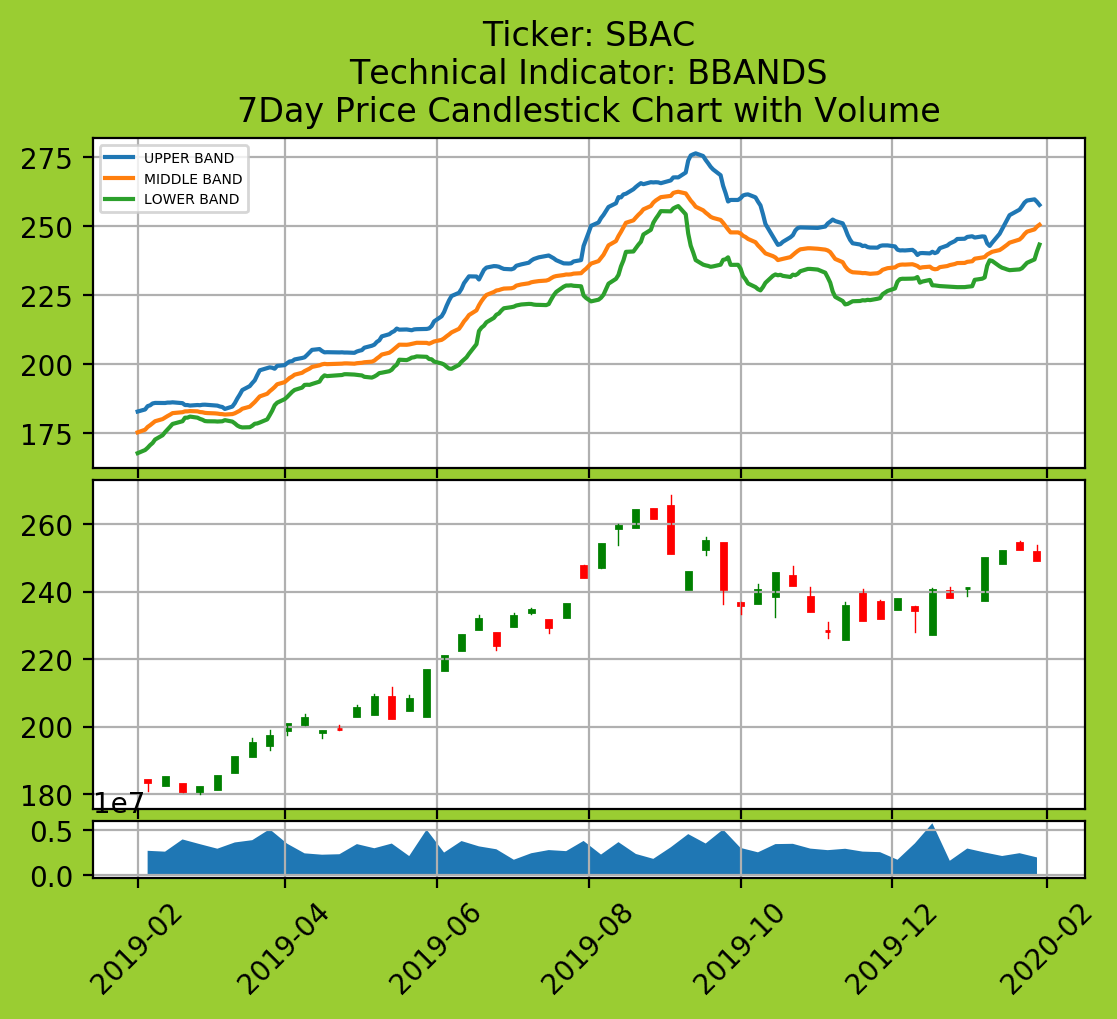 Ticker: SBAC
Technical Indicator: BBANDS
7Day Price Candlestick Chart with Volume
275
250
225
200
175
UPPER BAND
MIDDLE BAND
LOWER BAND
260
240
220
200
180
1e7
0.5
0.0
2019-02
2019-04
2019-06
2019-08
2019-10
2019-12
2020-02